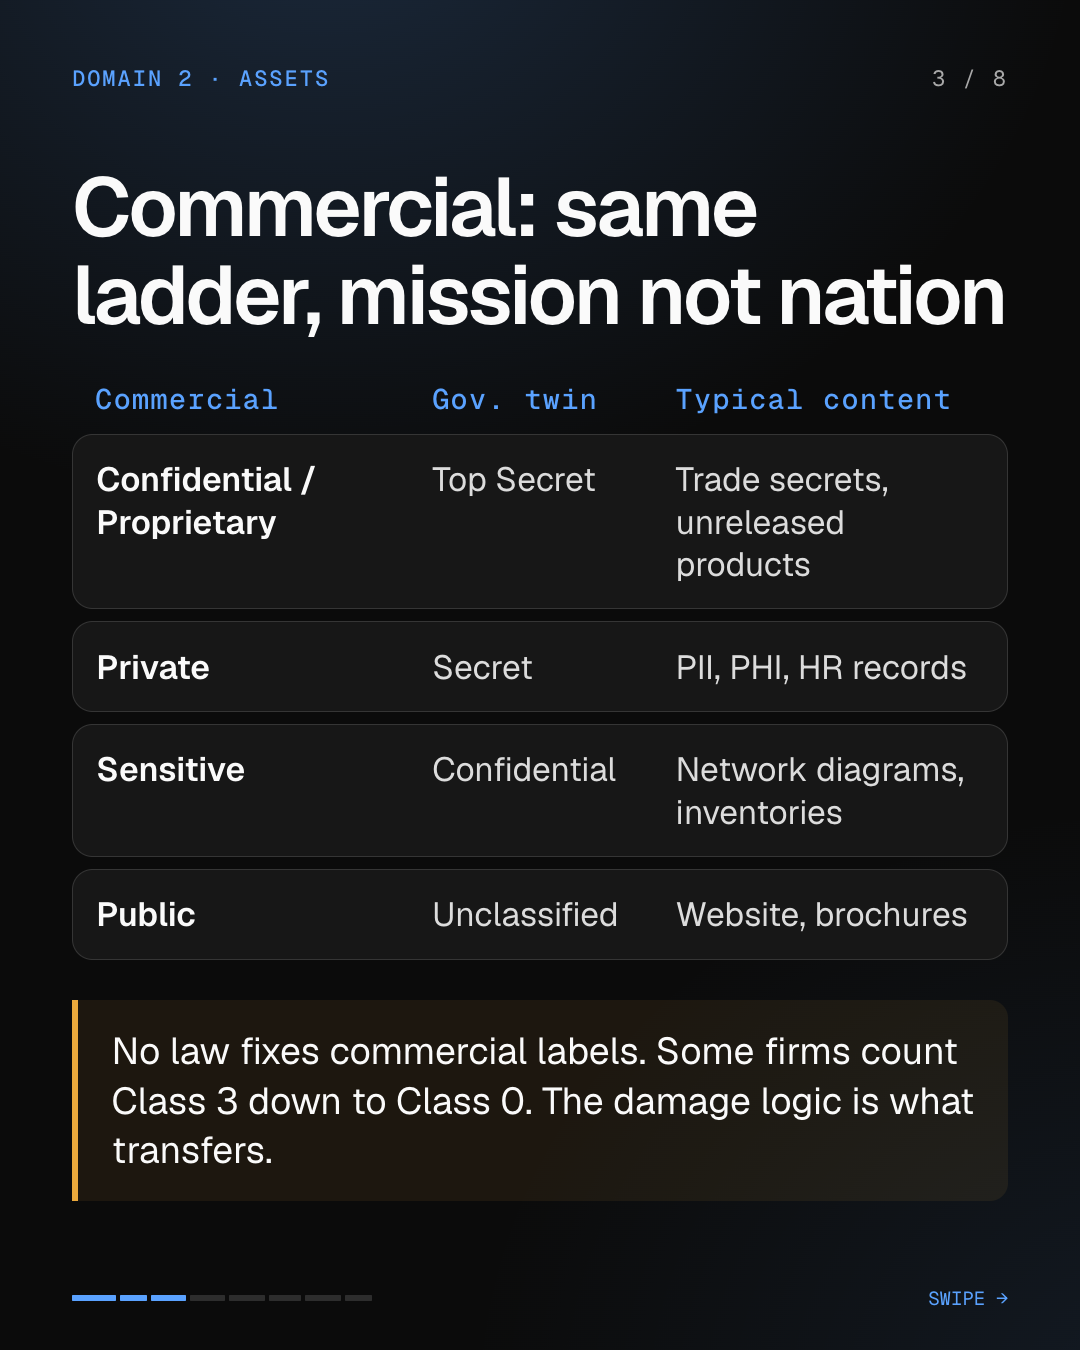 DOMAIN 2 · ASSETS
3 / 8
Commercial: same
ladder, mission not nation
Commercial
Gov. twin
Typical content
Confidential /
Proprietary
Top Secret
Trade secrets,
unreleased
products
Private
Secret
PII, PHI, HR records
Sensitive
Confidential
Network diagrams,
inventories
Public
Unclassified
Website, brochures
No law fixes commercial labels. Some firms count
Class 3 down to Class 0. The damage logic is what
transfers.
SWIPE →